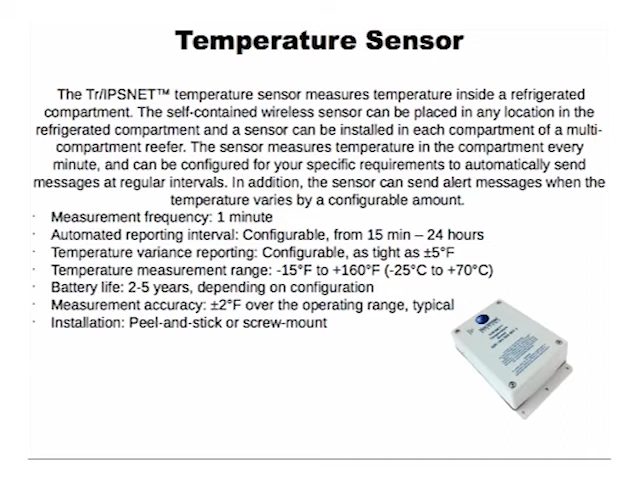 Temperature Sensor
The Tr/IPSNET™ temperature sensor measures temperature inside a refrigerated
compartment. The self-contained wireless sensor can be placed in any location in the
refrigerated compartment and a sensor can be installed in each compartment of a multi-
compartment reefer. The sensor measures temperature in the compartment every
minute, and can be configured for your specific requirements to automatically send
messages at regular intervals. In addition, the sensor can send alert messages when the
temperature varies by a configurable amount.
· Measurement frequency: 1 minute
· Automated reporting interval: Configurable, from 15 min – 24 hours
· Temperature variance reporting: Configurable, as tight as ±5°F
· Temperature measurement range: -15°F to +160°F (-25°C to +70°C)
· Battery life: 2-5 years, depending on configuration
· Measurement accuracy: ±2°F over the operating range, typical
· Installation: Peel-and-stick or screw-mount